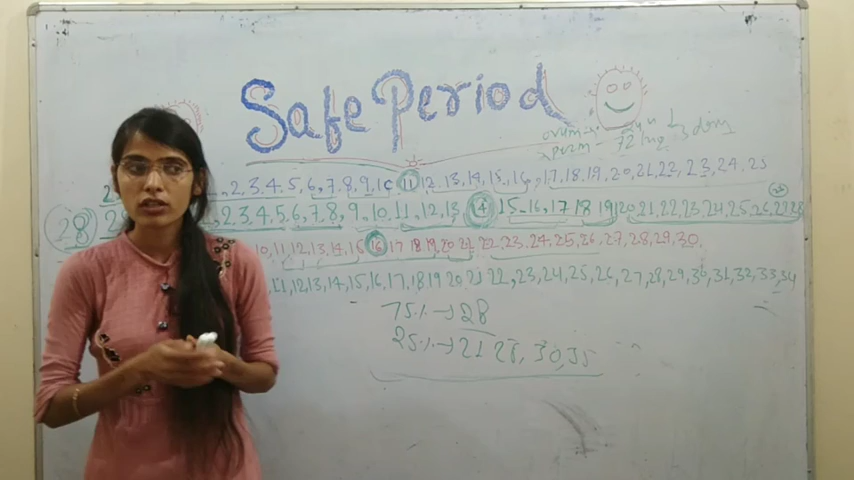 Safe Period
ovum -
sperm - 72 hrs
2 , 2, 3, 4, 5, 6, 7, 8, 9, 10, 11 12, 13, 14, 15, 16, 17, 18, 19, 20, 21, 22, 23, 24, 25
28 2 , 2, 3, 4, 5, 6, 7, 8, 9, 10, 11, 12, 13, 14 15, 16, 17 18 19 20 21, 22, 23, 24, 25, 26, 27, 28
10, 11 12, 13, 14, 15 16 17 18 19 20 21, 22, 23, 24, 25, 26, 27, 28, 29, 30,
11, 12, 13, 14, 15, 16, 17, 18 19 20 21 22, 23, 24, 25, 26, 27, 28, 29, 30, 31, 32, 33, 34
75% → 28
25% → 21 28, 30, 35